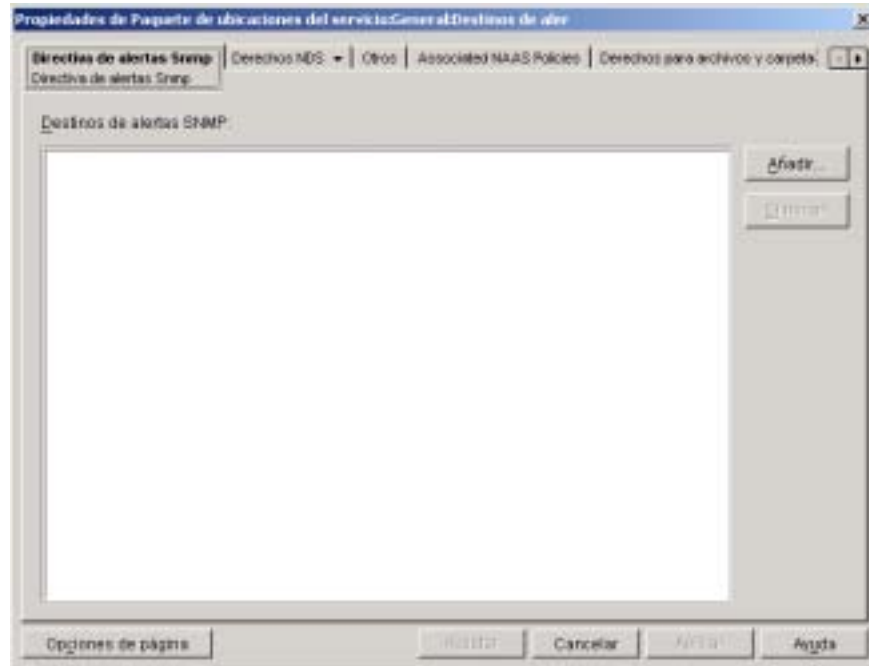 Propiedades de Paquete de ubicaciones del servicio:General:Destinos de aler
Directiva de alertas Snmp
Derechos NDS
Otros
Associated NAAS Policies
Derechos para archivos y carpeta
Directiva de alertas Snmp
Destinos de alertas SNMP:
Añadir...
Opciones de página
Cancelar
Ayuda